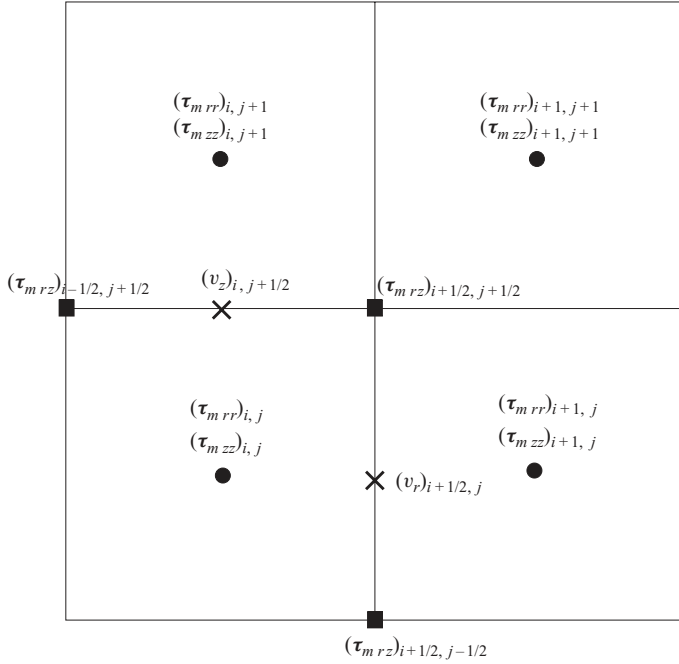 (τm rr)i, j+1
(τm zz)i, j+1
(τm rr)i+1, j+1
(τm zz)i+1, j+1
(τm rz)i−1/2, j+1/2
(vz)i, j+1/2
(τm rz)i+1/2, j+1/2
(τm rr)i, j
(τm zz)i, j
(τm rr)i+1, j
(τm zz)i+1, j
(vr)i+1/2, j
(τm rz)i+1/2, j−1/2